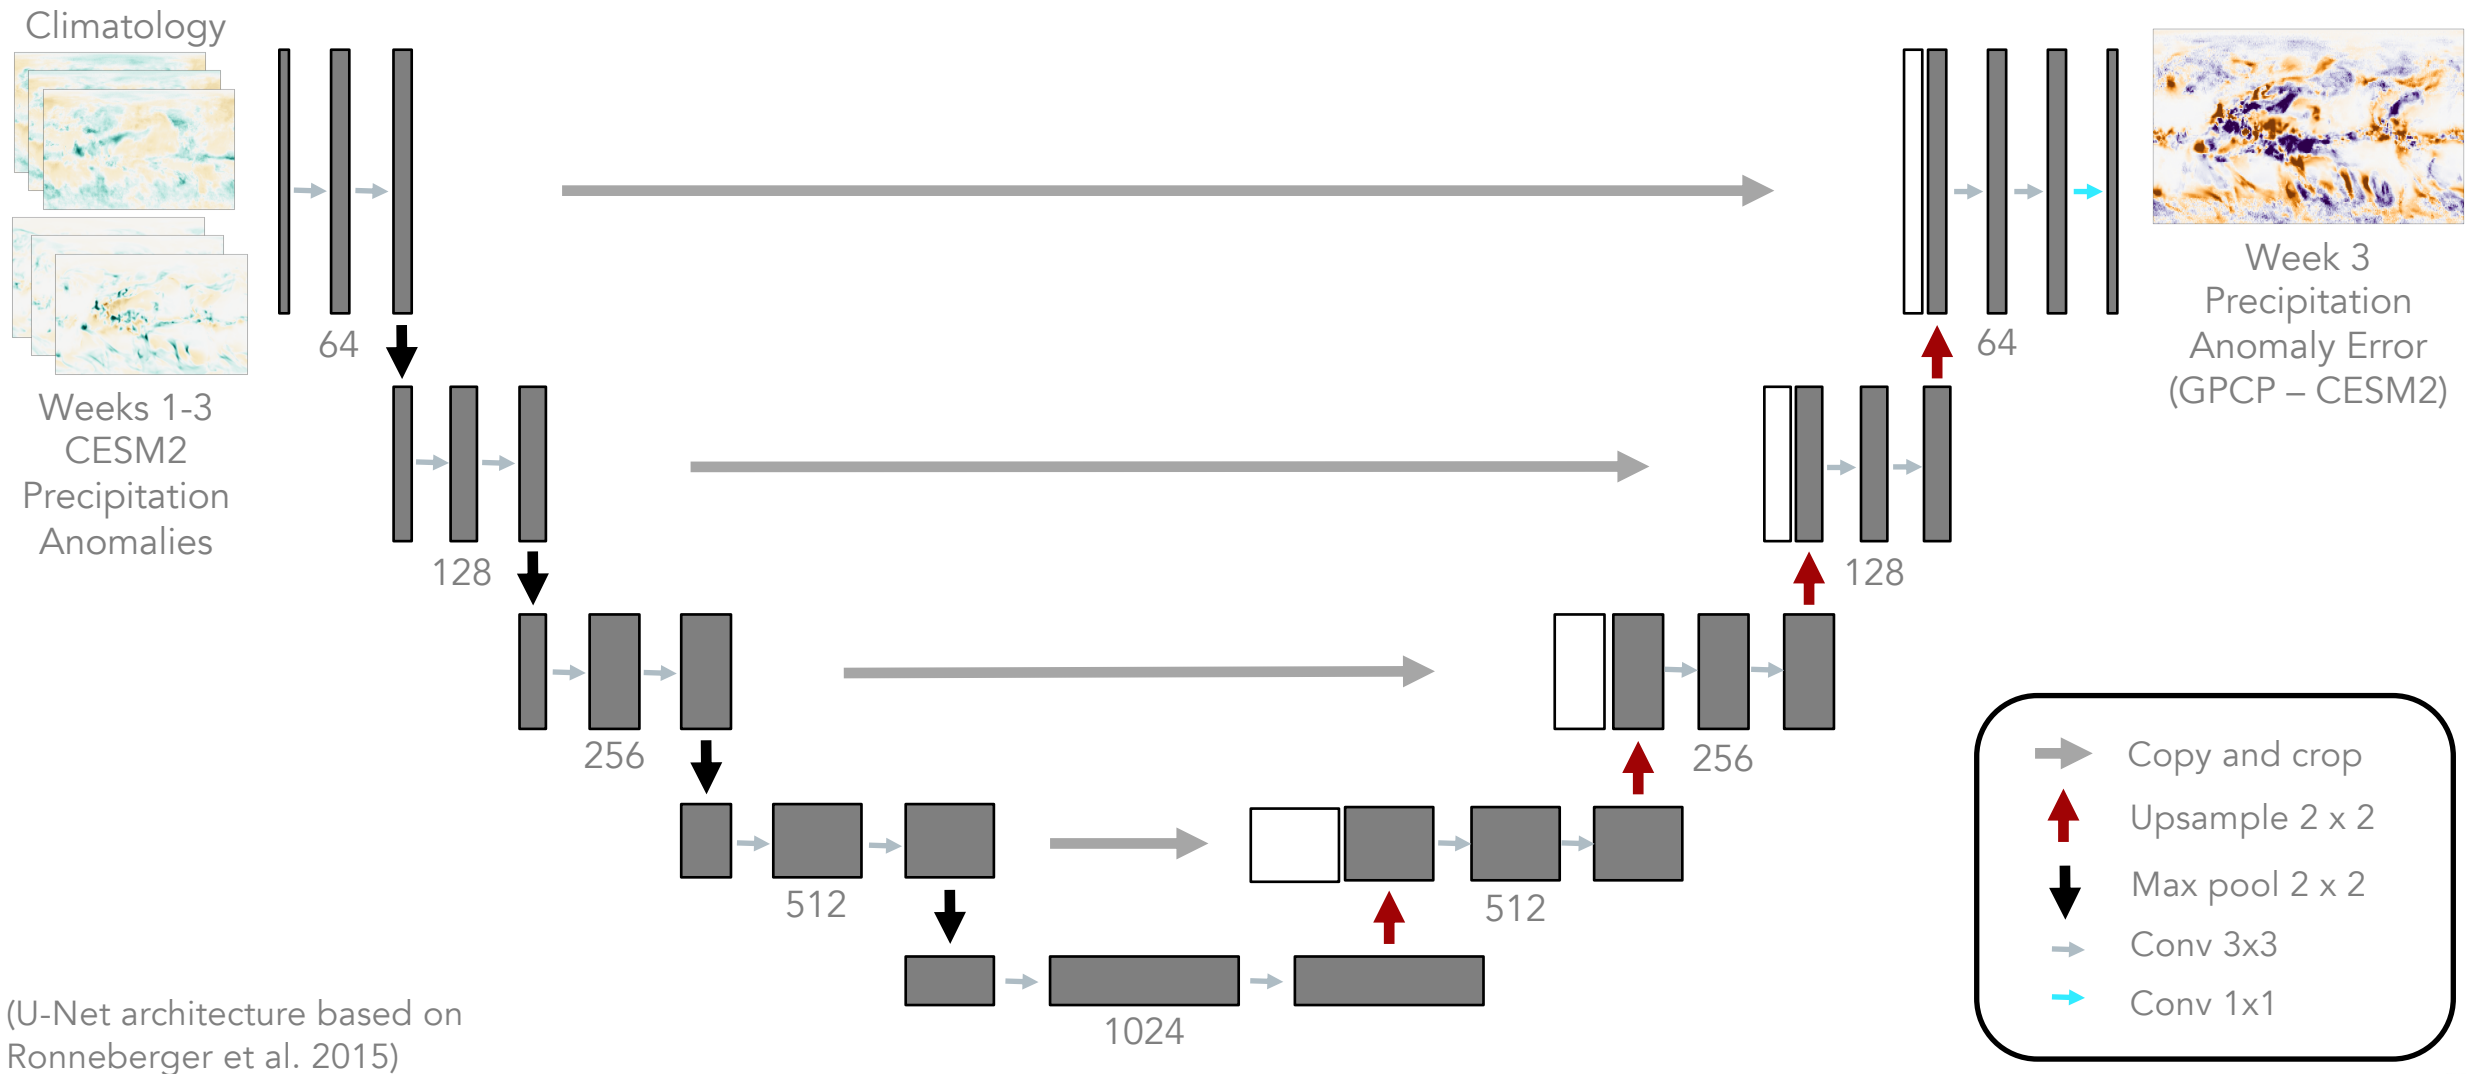 Climatology
Weeks 1-3
CESM2
Precipitation
Anomalies
64
128
256
512
1024
512
256
128
64
Week 3
Precipitation
Anomaly Error
(GPCP – CESM2)
Copy and crop
Upsample 2 x 2
Max pool 2 x 2
Conv 3x3
Conv 1x1
(U-Net architecture based on
Ronneberger et al. 2015)